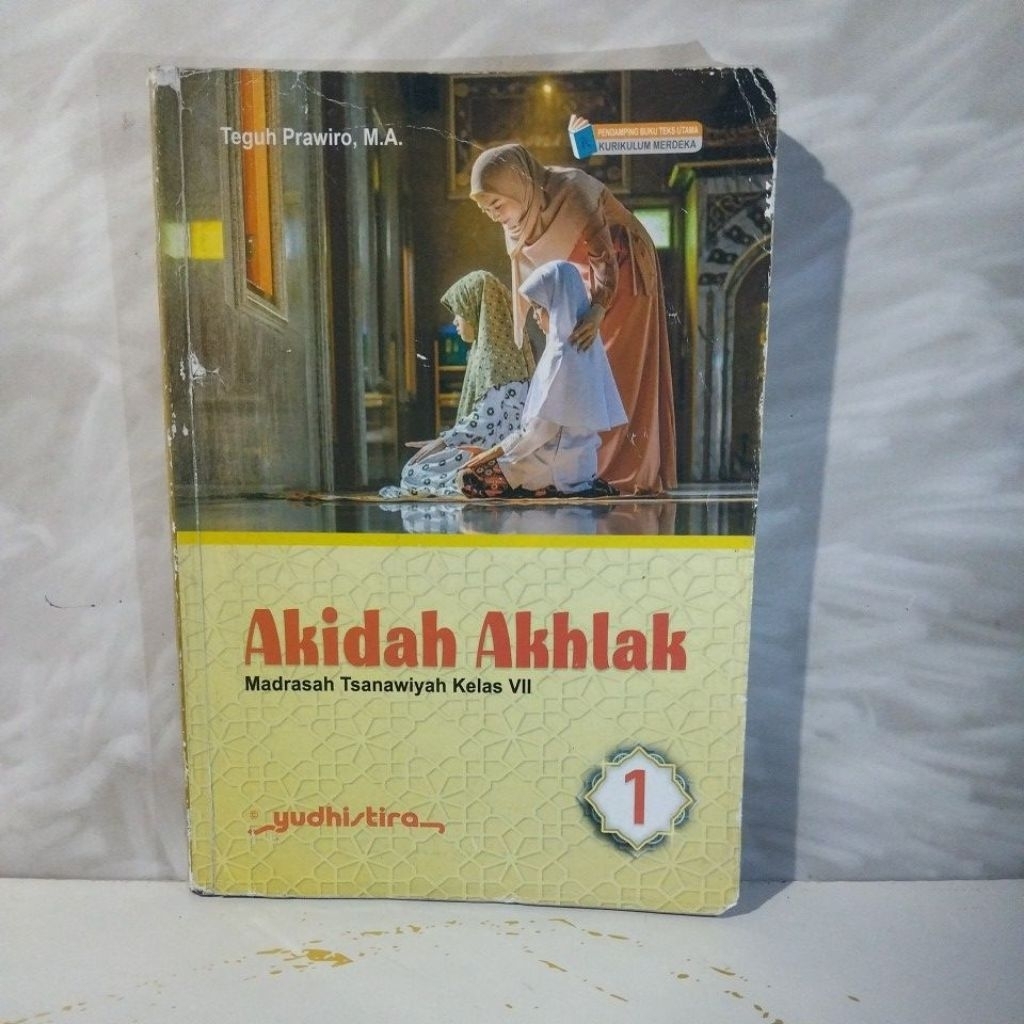 Teguh Prawiro, M.A.
PENDAMPING BUKU TEKS UTAMA
KURIKULUM MERDEKA
Akidah Akhlak
Madrasah Tsanawiyah Kelas VII
1
© yudhistira